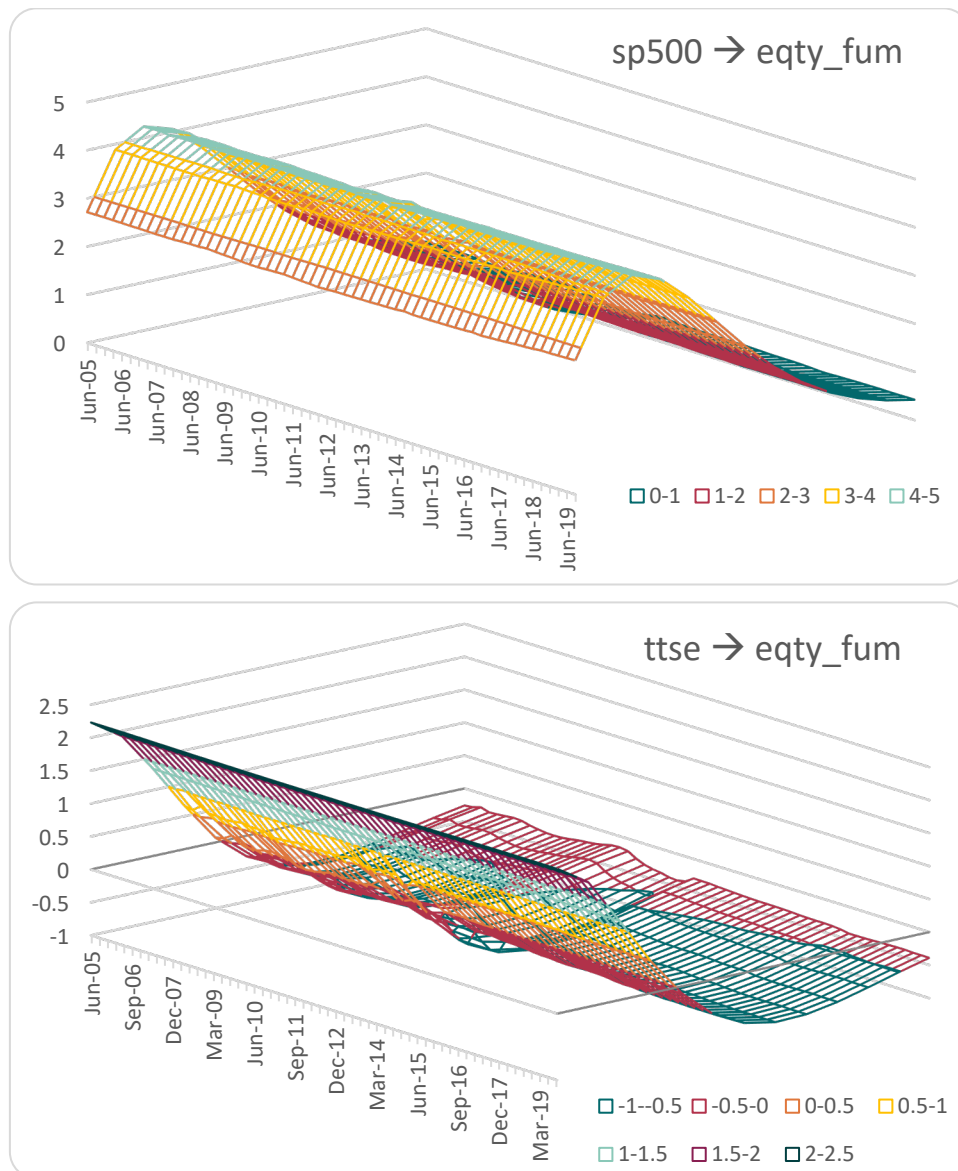 sp500 → eqty_fum
5
4
3
2
1
0
Jun-05
Jun-06
Jun-07
Jun-08
Jun-09
Jun-10
Jun-11
Jun-12
Jun-13
Jun-14
Jun-15
Jun-16
Jun-17
Jun-18
Jun-19
0-1 1-2 2-3 3-4 4-5
ttse → eqty_fum
2.5
2
1.5
1
0.5
0
-0.5
-1
Jun-05
Sep-06
Dec-07
Mar-09
Jun-10
Sep-11
Dec-12
Mar-14
Jun-15
Sep-16
Dec-17
Mar-19
-1--0.5 -0.5-0 0-0.5 0.5-1
1-1.5 1.5-2 2-2.5